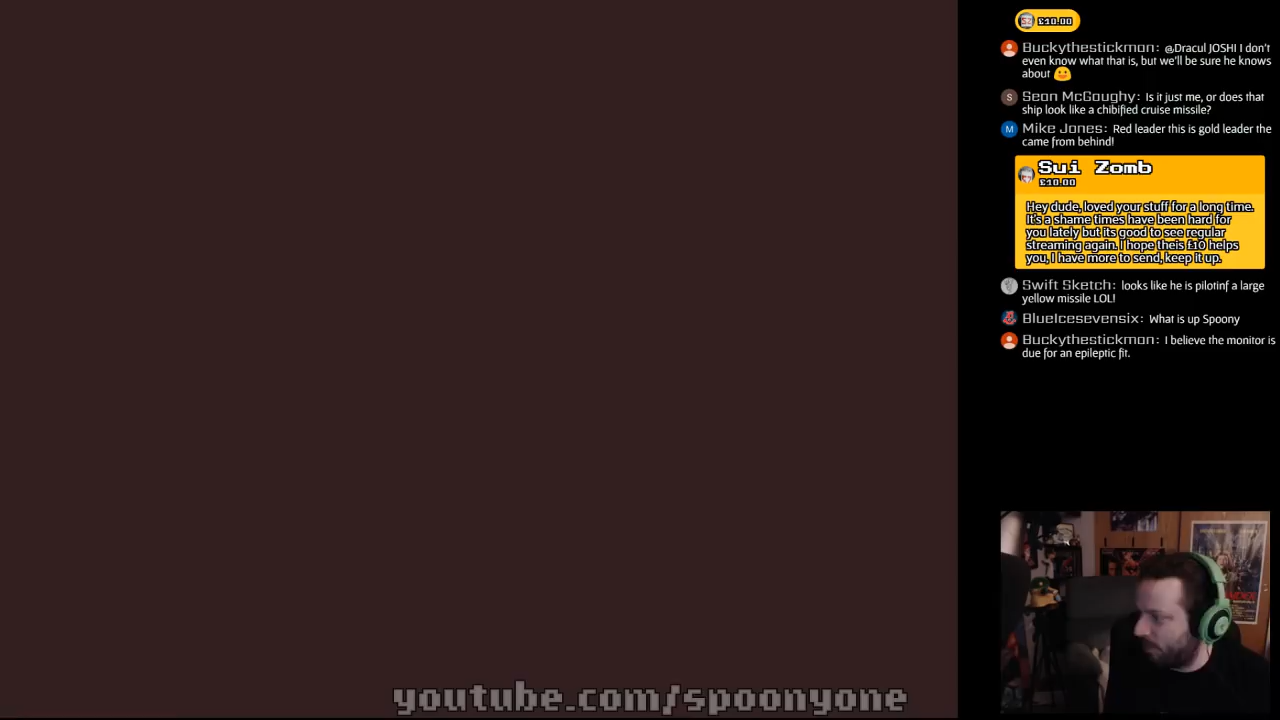 £10.00
Buckythestickman: @Dracul JOSHI I don't
even know what that is, but we'll be sure he knows
about
Sean McGaughy: Is it just me, or does that
ship look like a chibified cruise missile?
M Mike Jones: Red leader this is gold leader the
came from behind!
Sui Zomb
£10.00
Hey dude, loved your stuff for a long time.
It's a shame times have been hard for
you lately but its good to see regular
streaming again. I hope theis £10 helps
you, I have more to send, keep it up.
Swift Sketch: looks like he is pilotinf a large
yellow missile LOL!
BlueIcesevensix: What is up Spoony
Buckythestickman: I believe the monitor is
due for an epileptic fit.
youtube.com/spoonyone